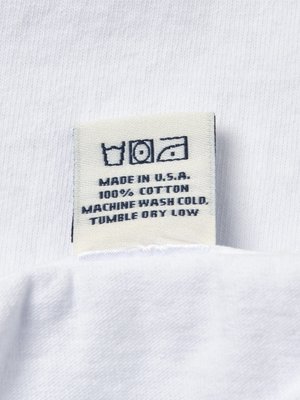 MADE IN U.S.A.
100% COTTON
MACHINE WASH COLD,
TUMBLE DRY LOW